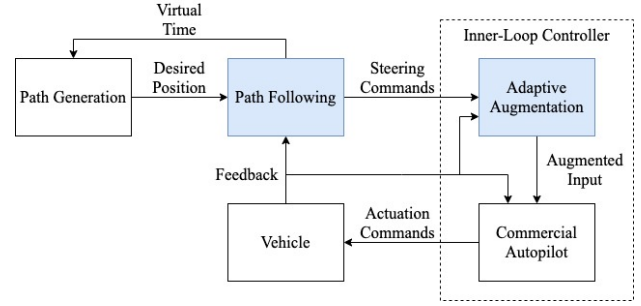 Virtual
Time
Inner-Loop Controller
Path Generation
Desired
Position
Path Following
Steering
Commands
Adaptive
Augmentation
Feedback
Augmented
Input
Vehicle
Actuation
Commands
Commercial
Autopilot